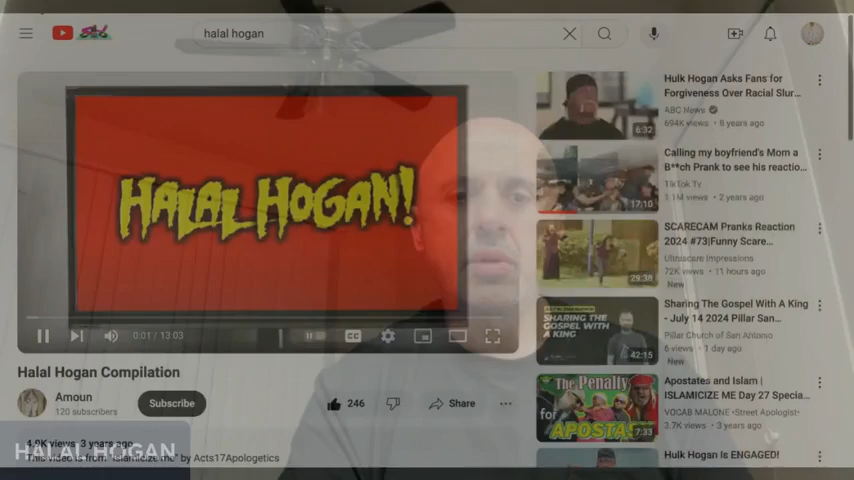 halal hogan
HALAL HOGAN!
0:01 / 13:03
CC
Halal Hogan Compilation
Amoun
120 subscribers
Subscribe
246
Share
4.9K views 3 years ago
This video is from "Islamicize me" by Acts17Apologetics
HALAL HOGAN
Hulk Hogan Asks Fans for
Forgiveness Over Racial Slur...
ABC News
694K views • 8 years ago
6:32
Calling my boyfriend's Mom a
B**ch Prank to see his reactio...
TikTok Tv
1.1M views • 2 years ago
17:10
SCARECAM Pranks Reaction
2024 #73|Funny Scare...
Ultrascare Impressions
72K views • 11 hours ago
New
29:38
Sharing The Gospel With A King
- July 14 2024 Pillar San...
Pillar Church of San Antonio
6 views • 1 day ago
New
SHARING THE
GOSPEL WITH
A KING
42:15
Apostates and Islam |
ISLAMICIZE ME Day 27 Specia...
VOCAB MALONE •Street Apologist•
3.7K views • 3 years ago
The Penalty
for
APOSTASY
7:33
Hulk Hogan Is ENGAGED!